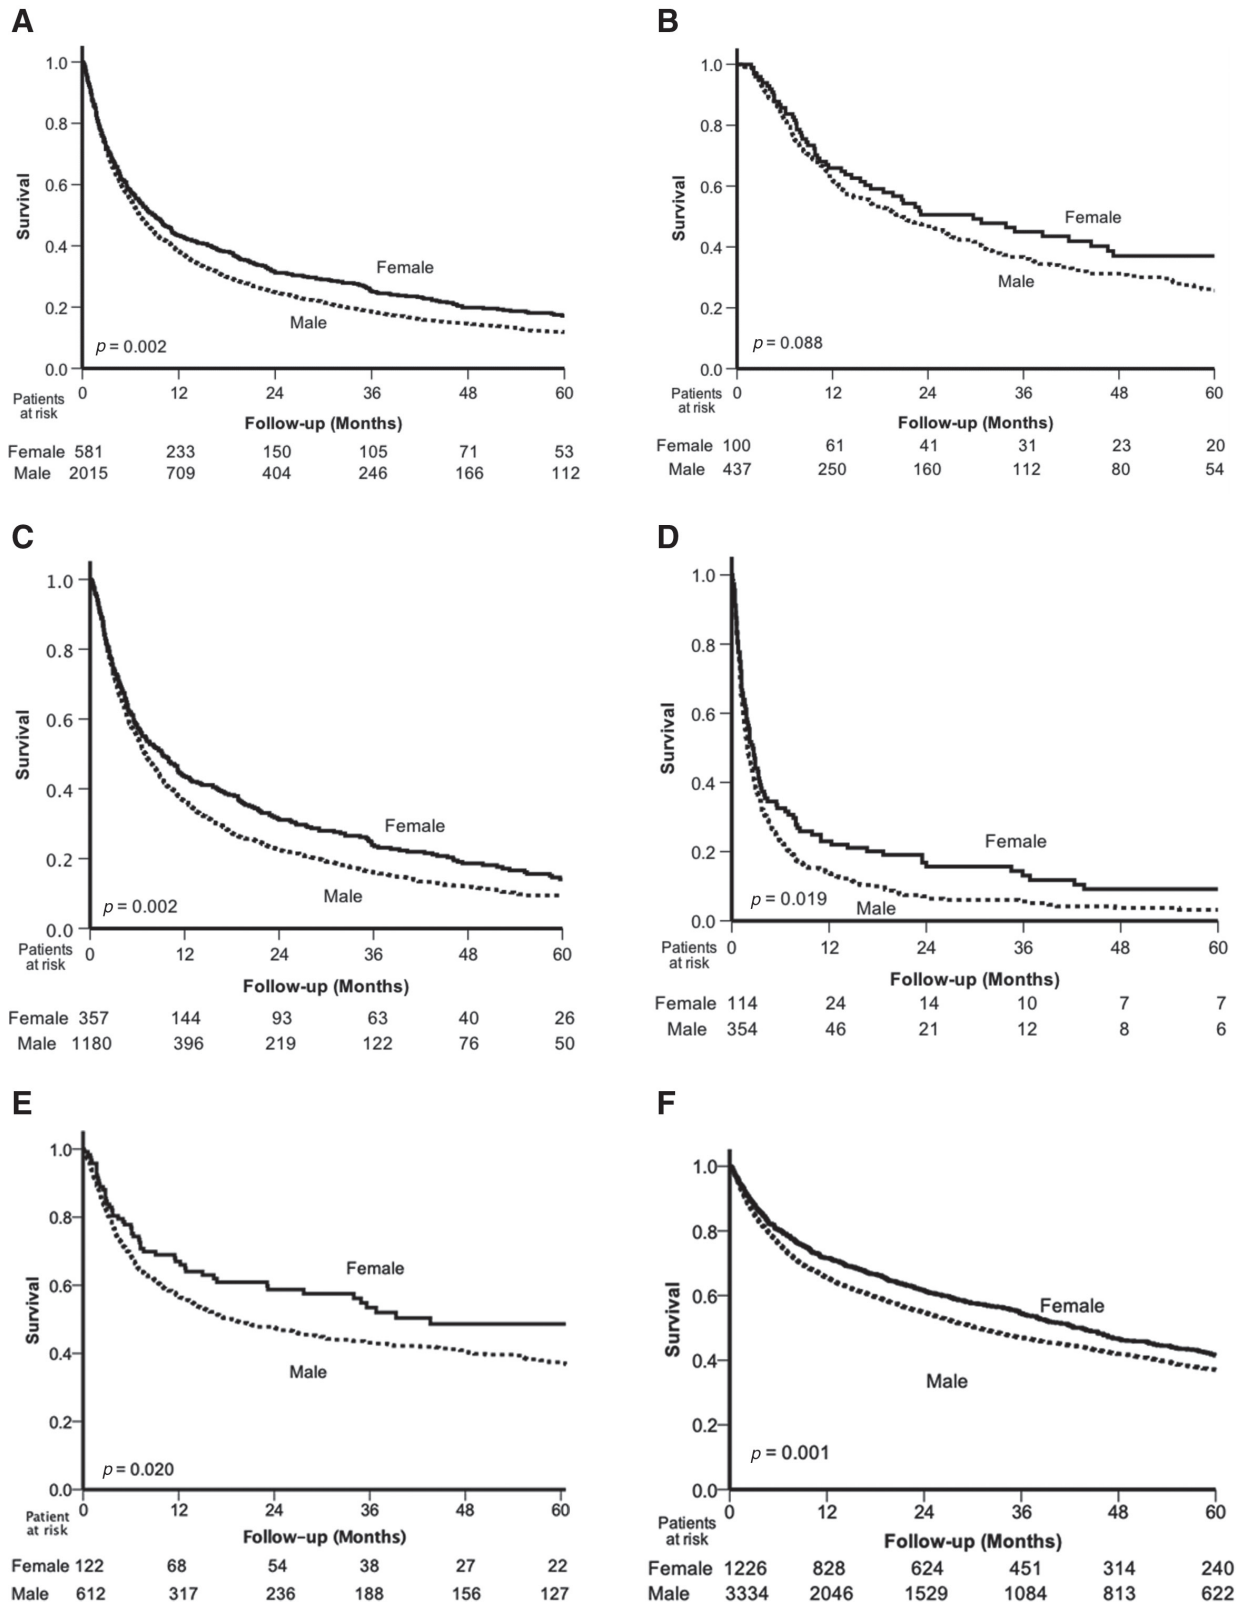 A
1.0
0.8
0.6
0.4
0.2
0.0
Survival
Female
Male
p = 0.002
0 12 24 36 48 60
Patients
at risk
Follow-up (Months)
Female 581 233 150 105 71 53
Male 2015 709 404 246 166 112
B
1.0
0.8
0.6
0.4
0.2
0.0
Survival
Female
Male
p = 0.088
0 12 24 36 48 60
Patients
at risk
Follow-up (Months)
Female 100 61 41 31 23 20
Male 437 250 160 112 80 54
C
1.0
0.8
0.6
0.4
0.2
0.0
Survival
Female
Male
p = 0.002
0 12 24 36 48 60
Patients
at risk
Follow-up (Months)
Female 357 144 93 63 40 26
Male 1180 396 219 122 76 50
D
1.0
0.8
0.6
0.4
0.2
0.0
Survival
Female
p = 0.019
Male
0 12 24 36 48 60
Patients
at risk
Follow-up (Months)
Female 114 24 14 10 7 7
Male 354 46 21 12 8 6
E
1.0
0.8
0.6
0.4
0.2
0.0
Survival
Female
Male
p = 0.020
0 12 24 36 48 60
Patient
at risk
Follow-up (Months)
Female 122 68 54 38 27 22
Male 612 317 236 188 156 127
F
1.0
0.8
0.6
0.4
0.2
0.0
Survival
Female
Male
p = 0.001
0 12 24 36 48 60
Patients
at risk
Follow-up (Months)
Female 1226 828 624 451 314 240
Male 3334 2046 1529 1084 813 622